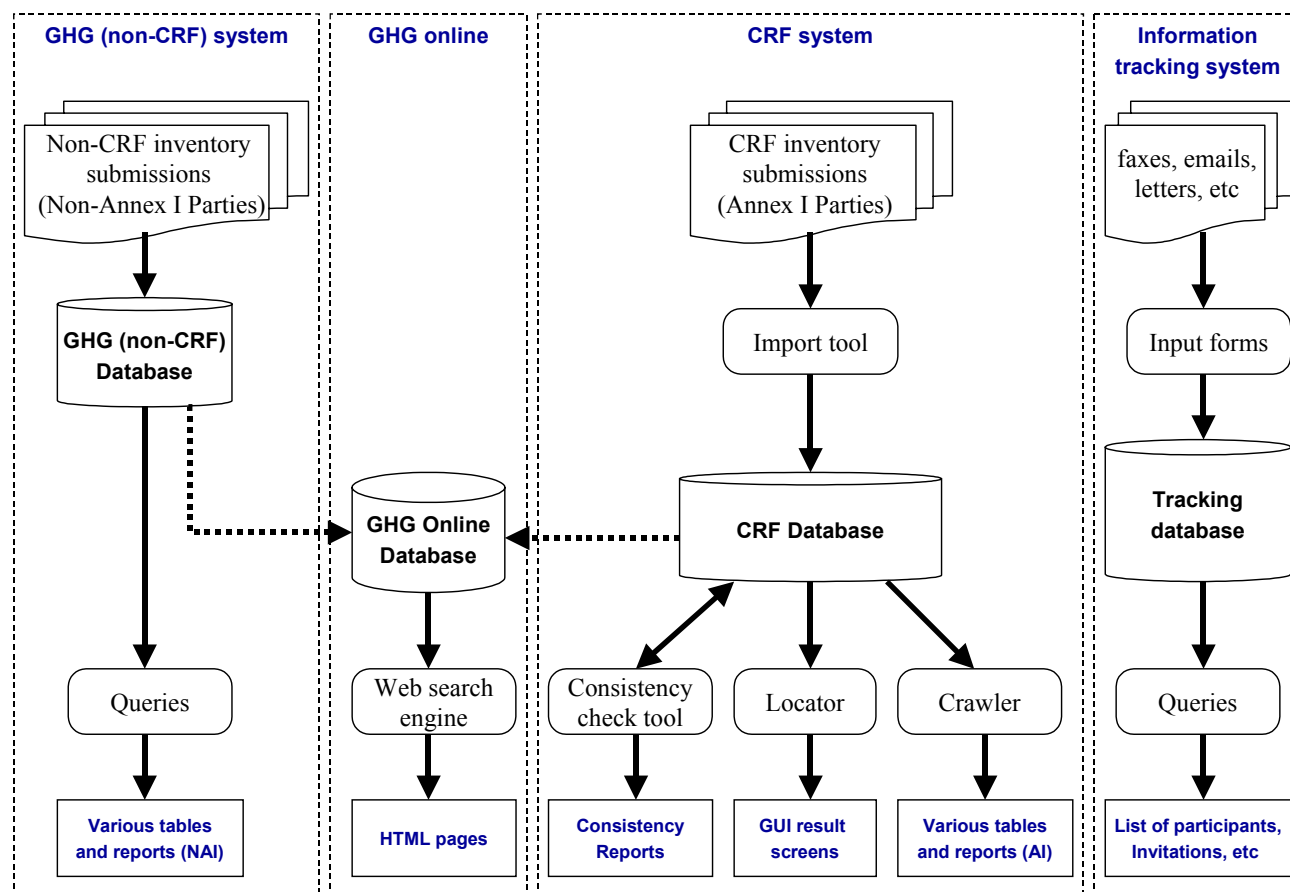 GHG (non-CRF) system
Non-CRF inventory
submissions
(Non-Annex I Parties)
GHG (non-CRF)
Database
Queries
Various tables
and reports (NAI)
GHG online
GHG Online
Database
Web search
engine
HTML pages
CRF system
CRF inventory
submissions
(Annex I Parties)
Import tool
CRF Database
Consistency
check tool
Locator
Crawler
Consistency
Reports
GUI result
screens
Various tables
and reports (AI)
Information
tracking system
faxes, emails,
letters, etc
Input forms
Tracking
database
Queries
List of participants,
Invitations, etc